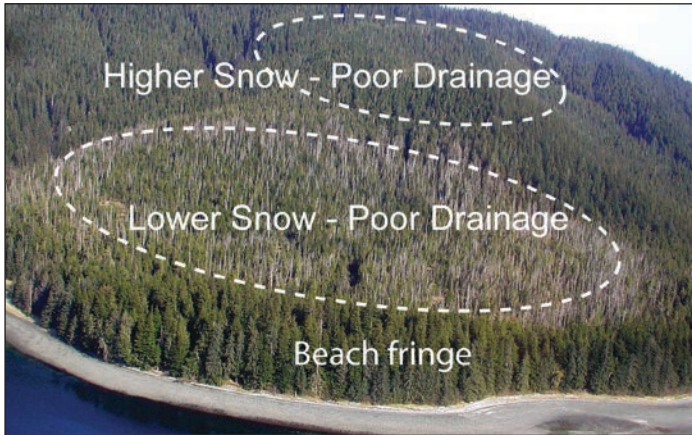 Higher Snow - Poor Drainage
Lower Snow - Poor Drainage
Beach fringe